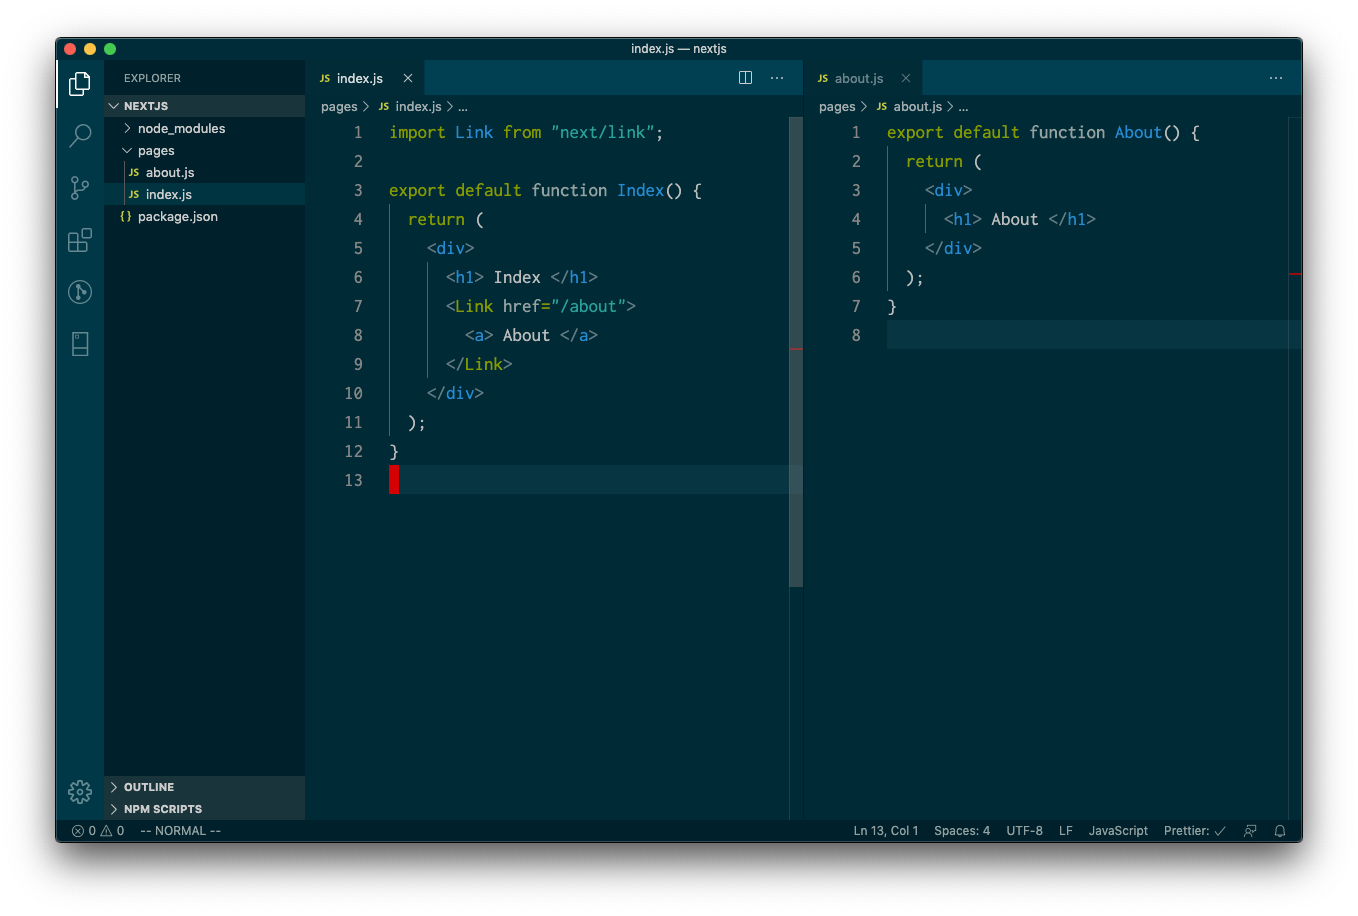 index.js — nextjs
EXPLORER
NEXTJS
node_modules
pages
JS about.js
JS index.js
{} package.json
OUTLINE
NPM SCRIPTS
JS index.js
pages > JS index.js > ...
1 import Link from "next/link";
2
3 export default function Index() {
4 return (
5 <div>
6 <h1> Index </h1>
7 <Link href="/about">
8 <a> About </a>
9 </Link>
10 </div>
11 );
12 }
13
JS about.js
pages > JS about.js > ...
1 export default function About() {
2 return (
3 <div>
4 <h1> About </h1>
5 </div>
6 );
7 }
8
0 0 -- NORMAL --
Ln 13, Col 1 Spaces: 4 UTF-8 LF JavaScript Prettier: ✓